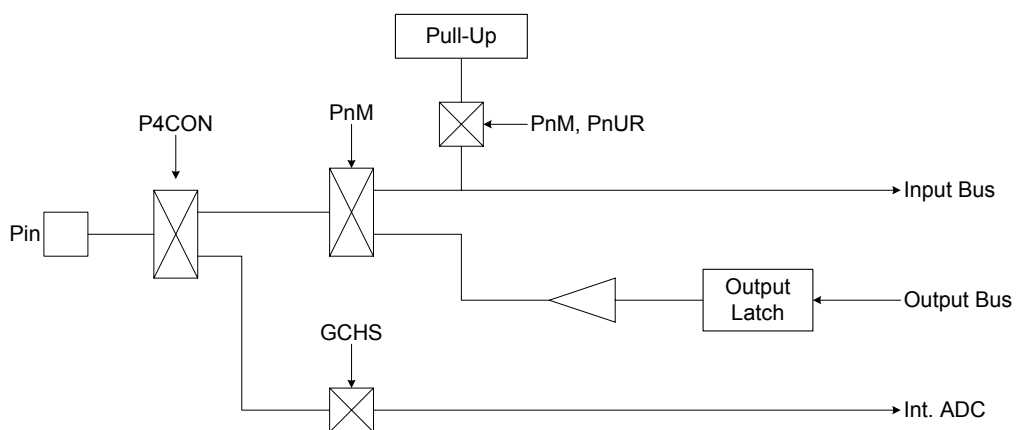 Pull-Up
PnM
P4CON
PnM, PnUR
Input Bus
Pin
Output
Latch
Output Bus
GCHS
Int. ADC